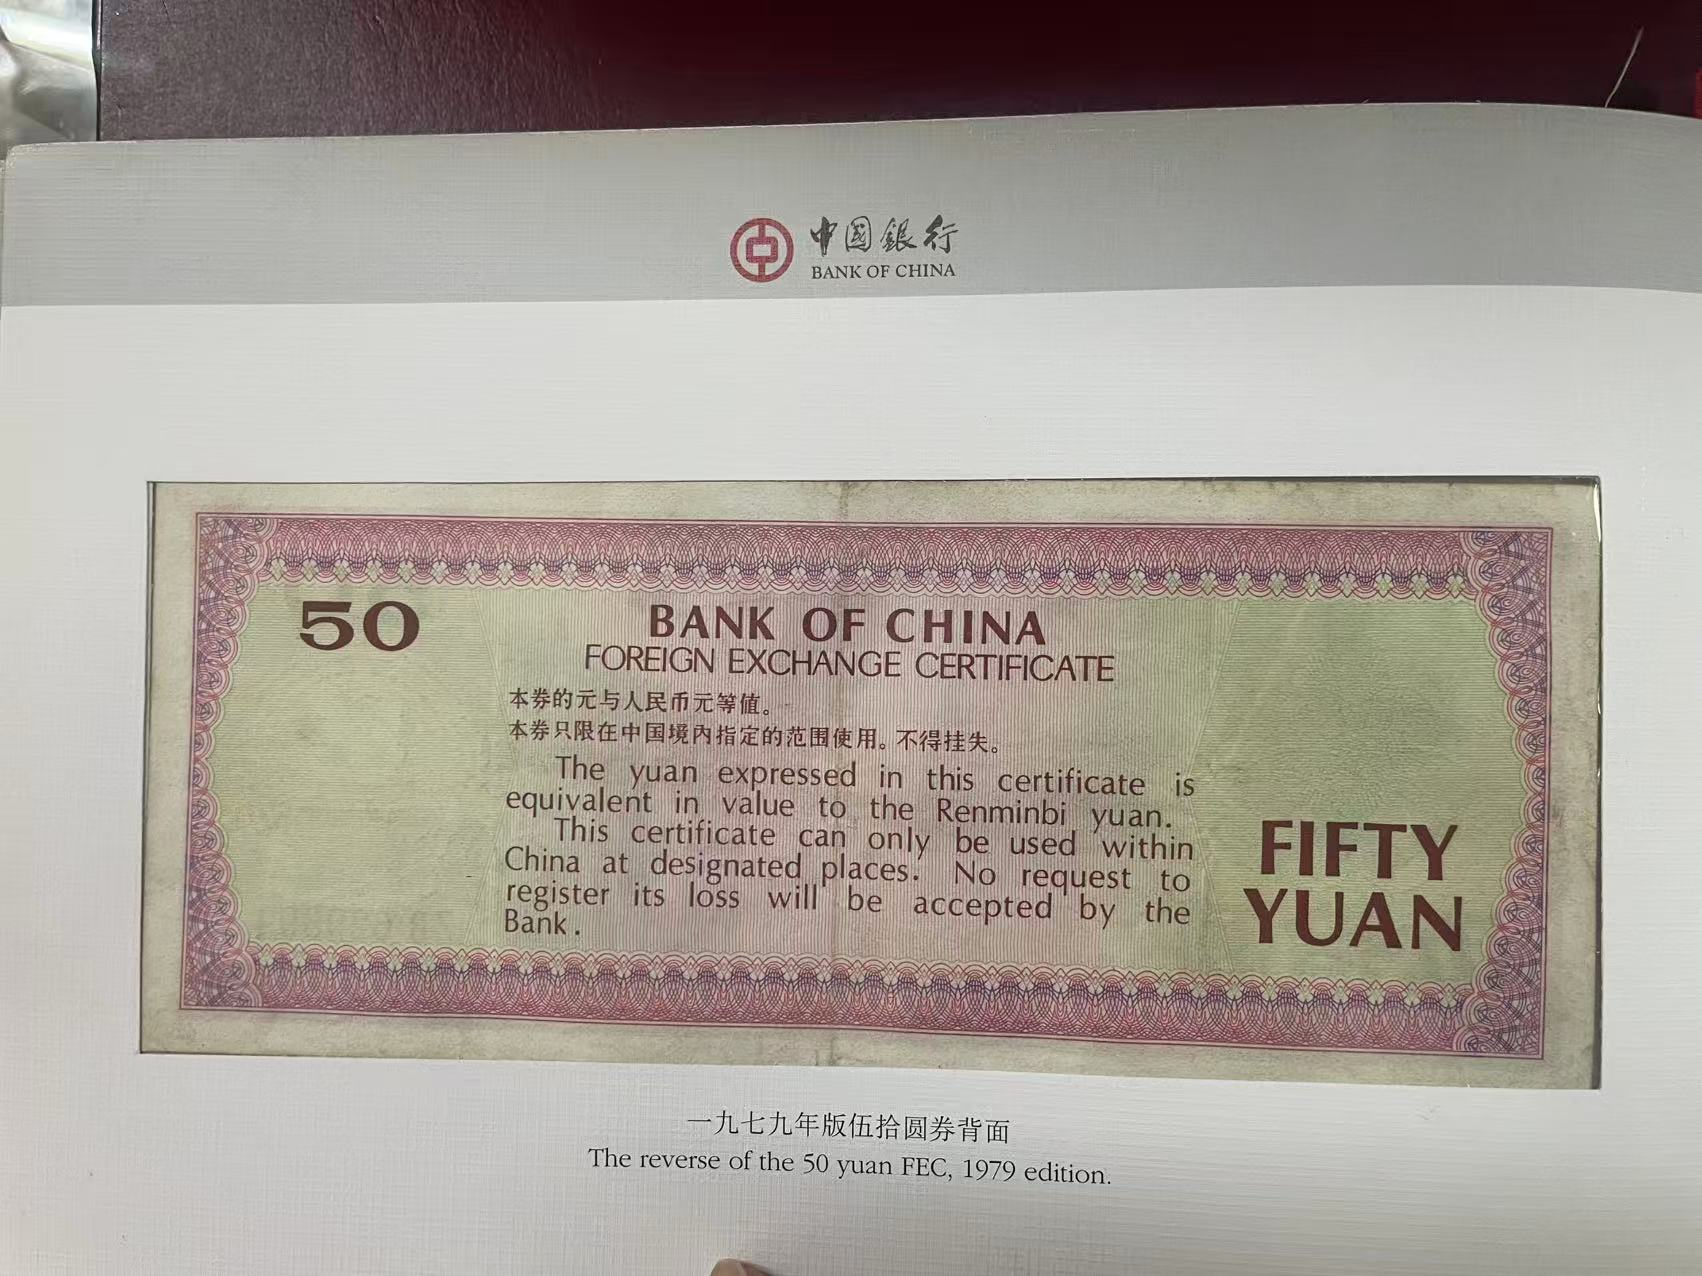 中国銀行
BANK OF CHINA
50
BANK OF CHINA
FOREIGN EXCHANGE CERTIFICATE
本券的元与人民币元等值。
本券只限在中国境内指定的范围使用。不得挂失。
The yuan expressed in this certificate is
equivalent in value to the Renminbi yuan.
This certificate can only be used within
China at designated places. No request to
register its loss will be accepted by the
Bank.
FIFTY
YUAN
一九七九年版伍拾圆券背面
The reverse of the 50 yuan FEC, 1979 edition.